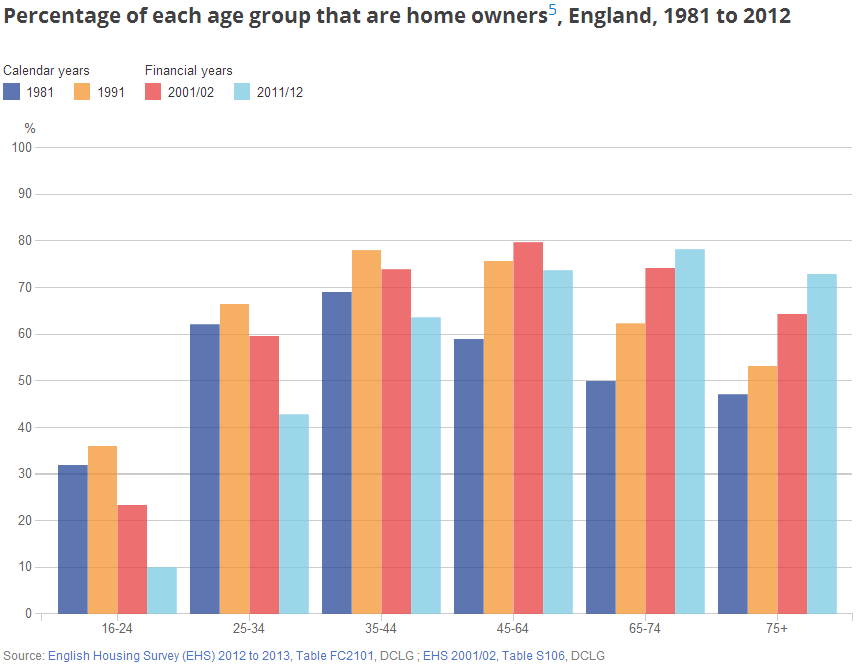 Percentage of each age group that are home owners5, England, 1981 to 2012
Calendar years Financial years
1981 1991 2001/02 2011/12
%
100
90
80
70
60
50
40
30
20
10
0
16-24 25-34 35-44 45-64 65-74 75+
Source: English Housing Survey (EHS) 2012 to 2013, Table FC2101, DCLG ; EHS 2001/02, Table S106, DCLG